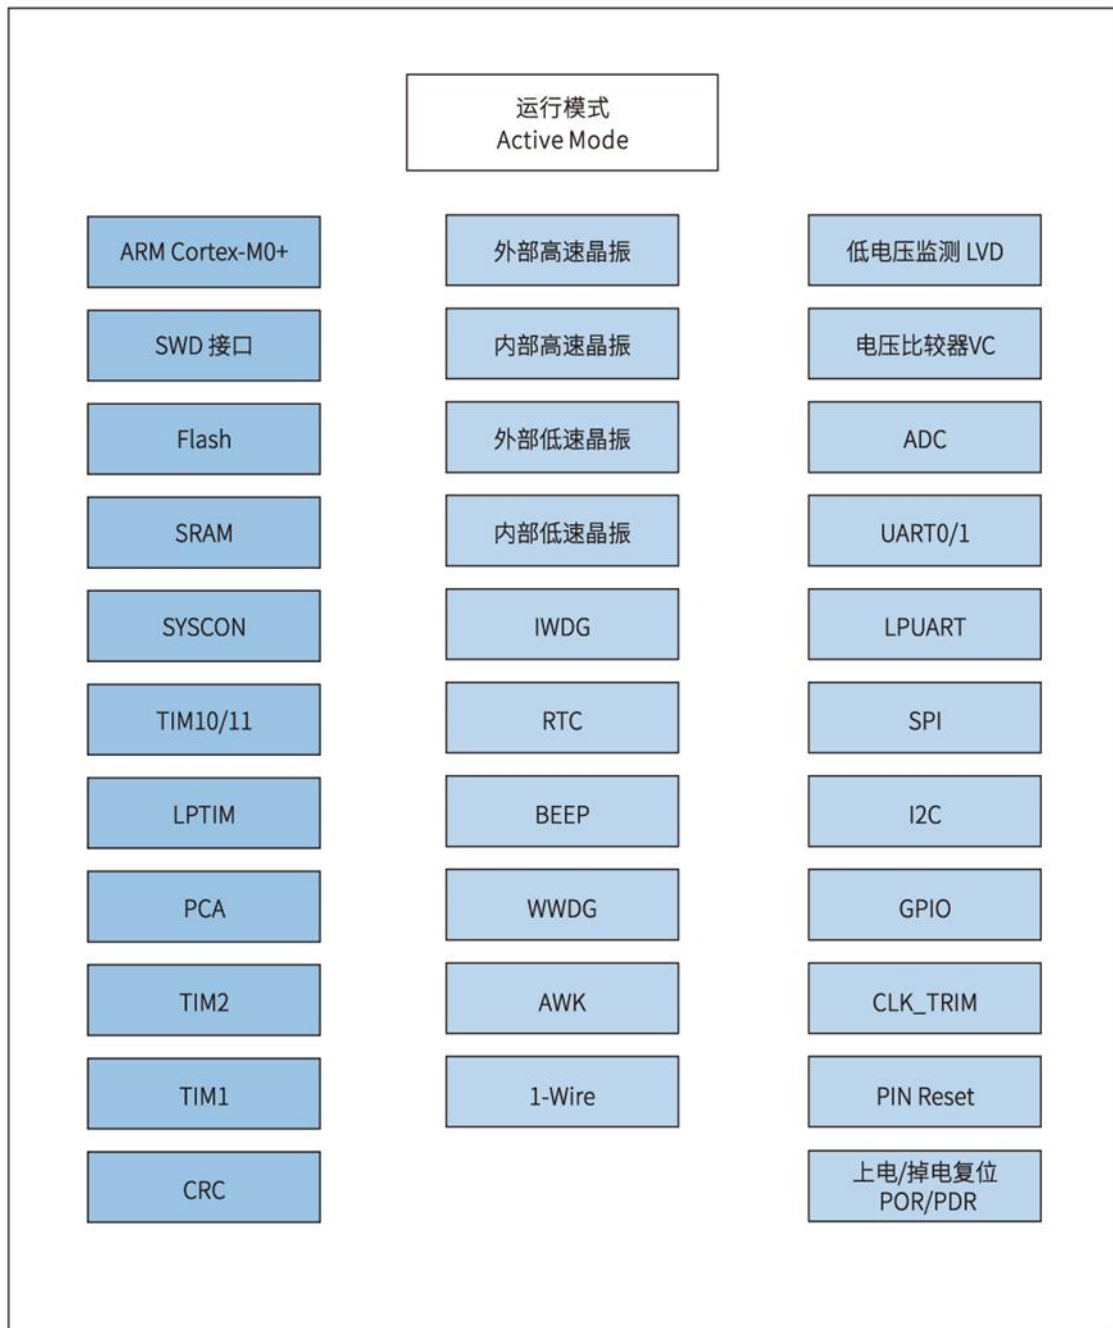 运行模式
Active Mode
ARM Cortex-M0+
外部高速晶振
低电压监测 LVD
SWD 接口
内部高速晶振
电压比较器VC
Flash
外部低速晶振
ADC
SRAM
内部低速晶振
UART0/1
SYSCON
IWDG
LPUART
TIM10/11
RTC
SPI
LPTIM
BEEP
I2C
PCA
WWDG
GPIO
TIM2
AWK
CLK_TRIM
TIM1
1-Wire
PIN Reset
CRC
上电/掉电复位
POR/PDR